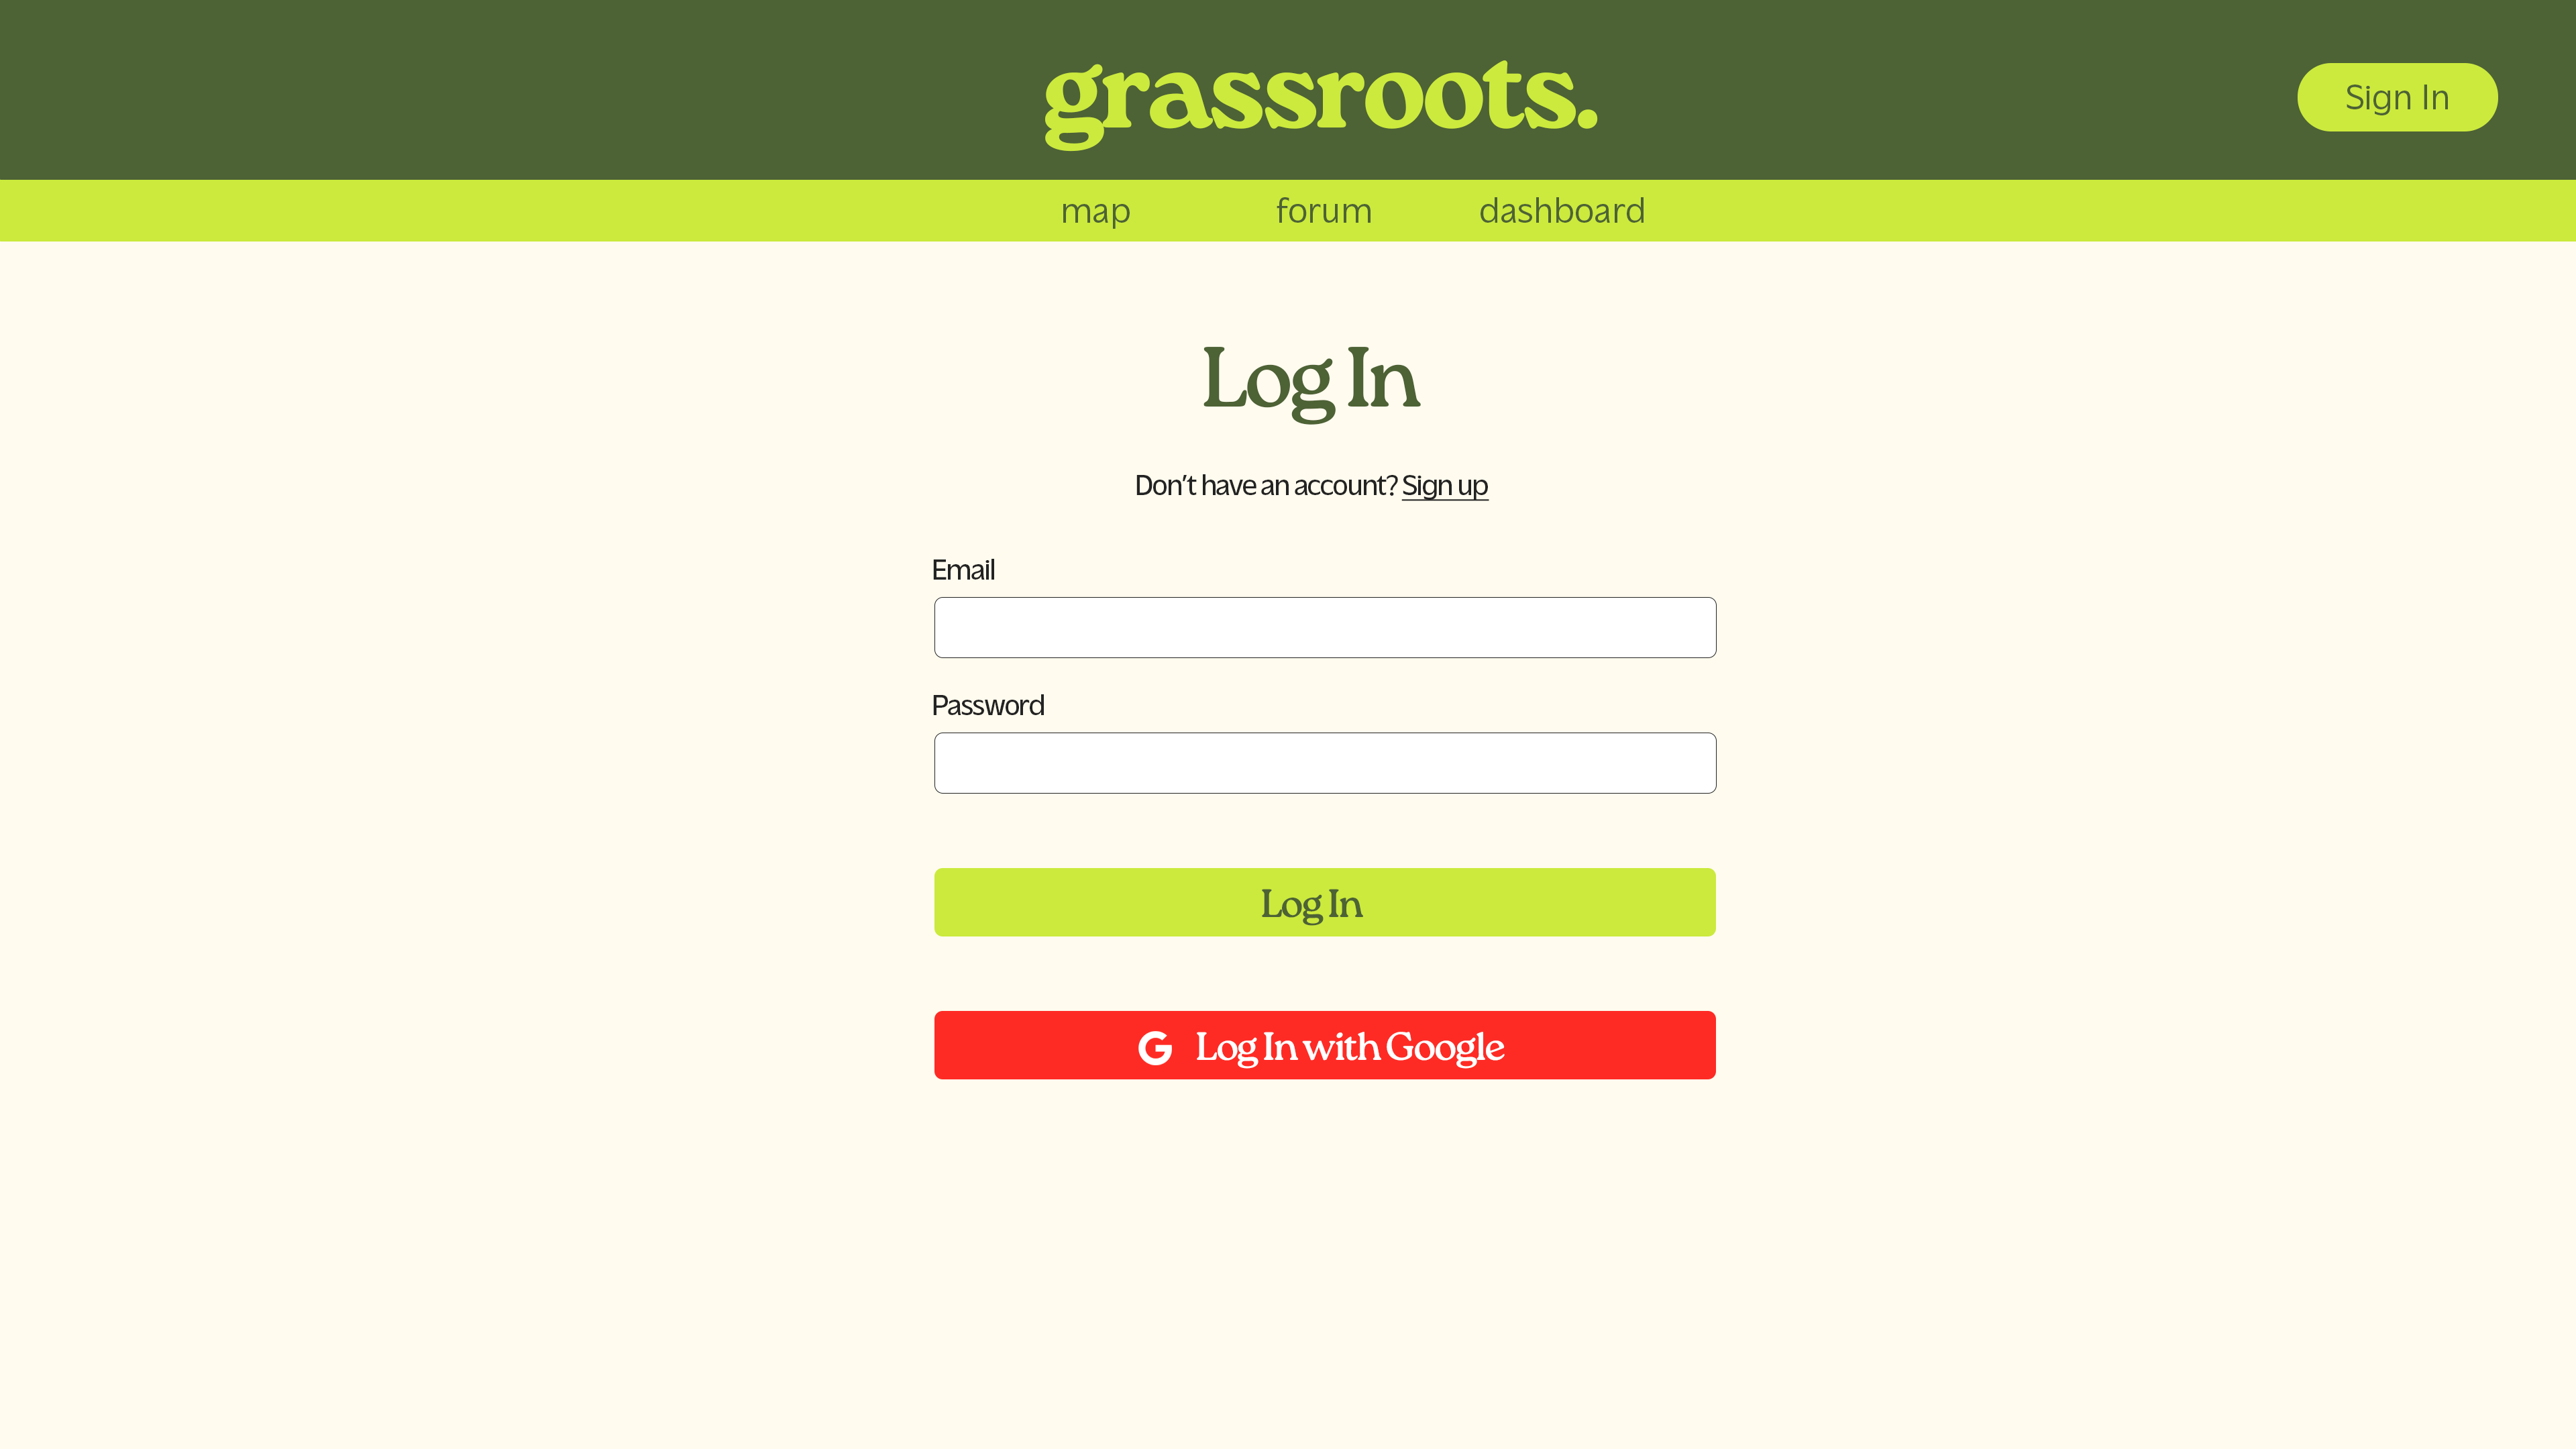 grassroots.
Sign In
map forum dashboard
Log In
Don't have an account? Sign up
Email
Password
Log In
Log In with Google